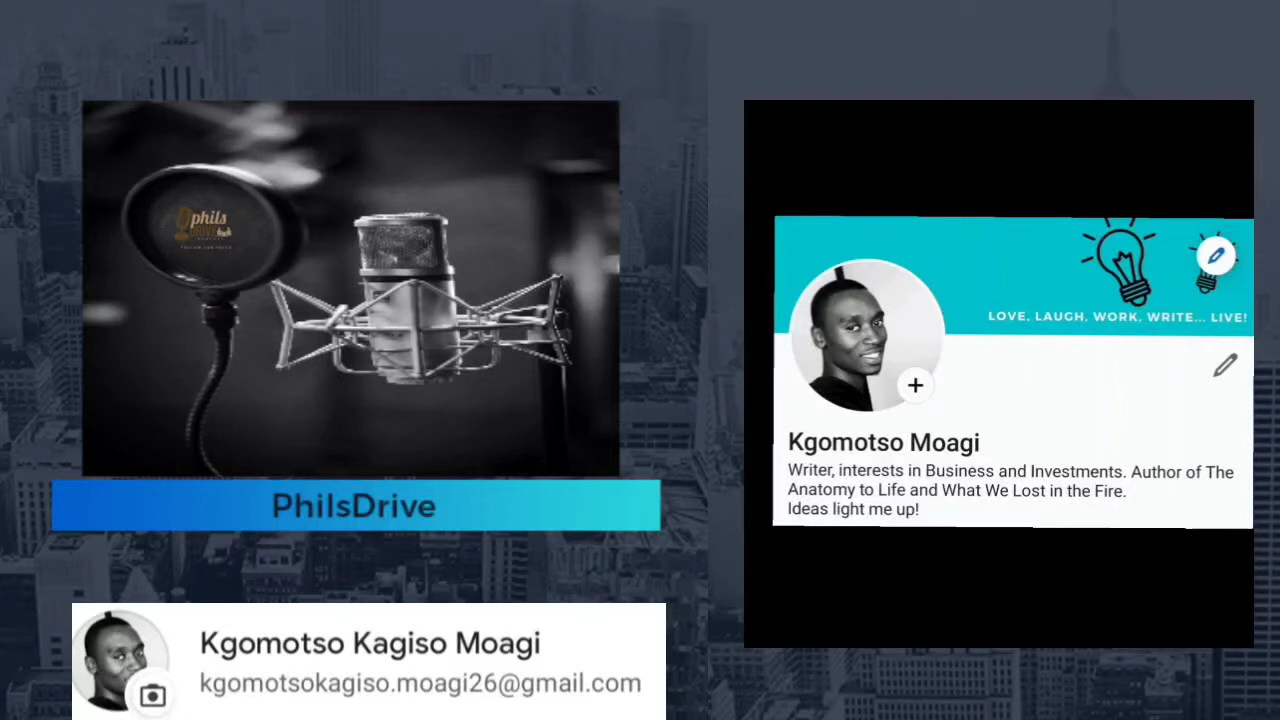 phils
DRIVE
PhilsDrive
Kgomotso Kagiso Moagi
kgomotsokagiso.moagi26@gmail.com
LOVE, LAUGH, WORK, WRITE... LIVE!
Kgomotso Moagi
Writer, interests in Business and Investments. Author of The
Anatomy to Life and What We Lost in the Fire.
Ideas light me up!